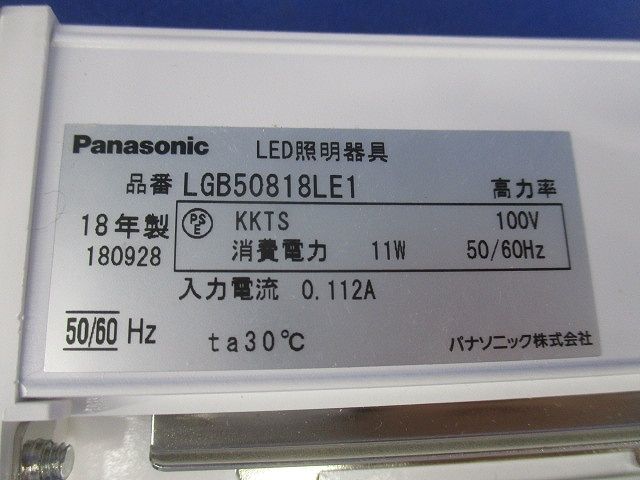 Panasonic LED照明器具
品番 LGB50818LE1 高力率
18年製 PSE KKTS 100V
180928 消費電力 11W 50/60Hz
入力電流 0.112A
50/60 Hz ta30℃ パナソニック株式会社